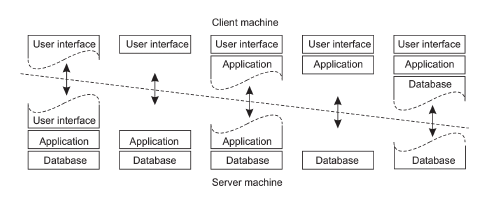 Client machine
User interface User interface User interface User interface User interface
Application Application Application
Database
User interface
Application Application Application
Database Database Database Database Database
Server machine